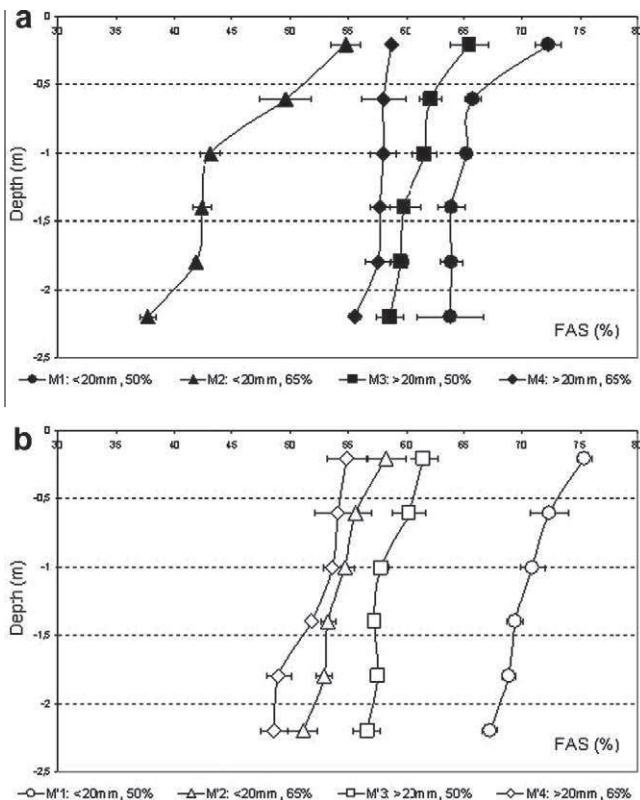 a
30 35 40 45 50 55 60 65 70 75 80
0
-0,5
-1
-1,5
-2
-2,5
Depth (m)
FAS (%)
M1: <20mm, 50% M2: <20mm, 65% M3: >20mm, 50% M4: >20mm, 65%
b
30 35 40 45 50 55 60 65 70 75 80
0
-0,5
-1
-1,5
-2
-2,5
Depth (m)
FAS (%)
M'1: <20mm, 50% M'2: <20mm, 65% M'3: >20mm, 50% M'4: >20mm, 65%